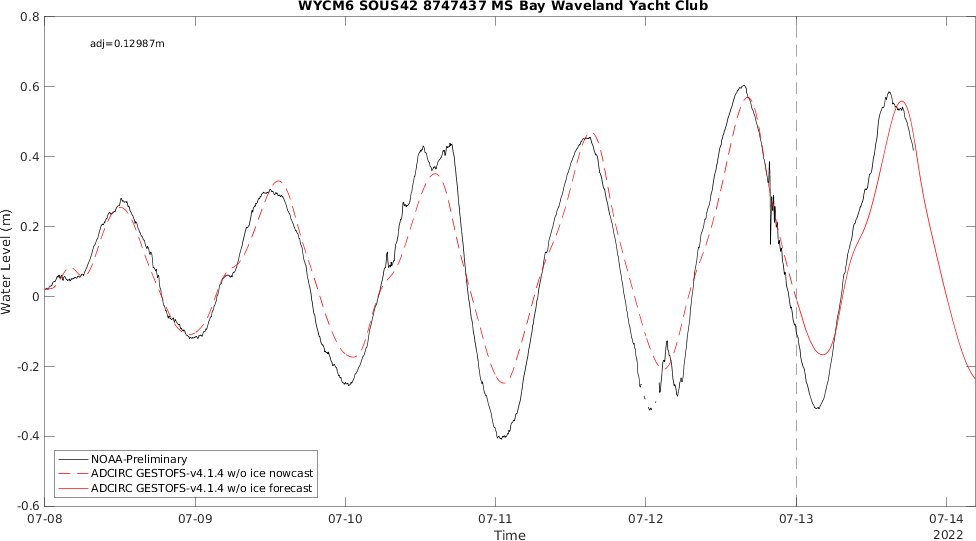 WYCM6 SOUS42 8747437 MS Bay Waveland Yacht Club
adj=0.12987m
0.8
0.6
0.4
0.2
0
-0.2
-0.4
-0.6
Water Level (m)
NOAA-Preliminary
ADCIRC GESTOFS-v4.1.4 w/o ice nowcast
ADCIRC GESTOFS-v4.1.4 w/o ice forecast
07-08 07-09 07-10 07-11 07-12 07-13 07-14
Time
2022